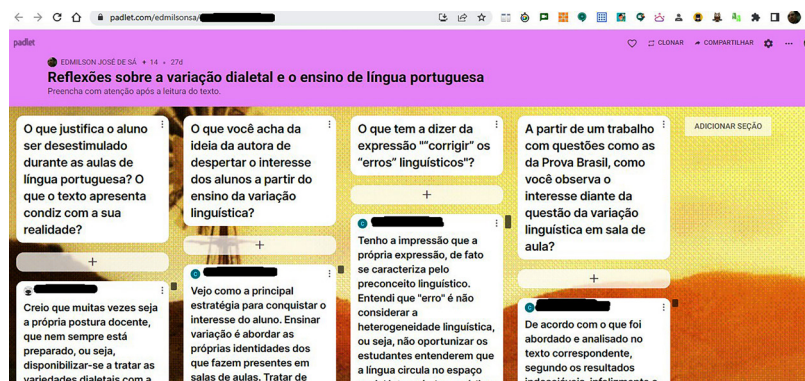 padlet.com/edmilsonsa/
padlet
CLONAR
COMPARTILHAR
EDMILSON JOSÉ DE SÁ + 14 • 27d
Reflexões sobre a variação dialetal e o ensino de língua portuguesa
Preencha com atenção após a leitura do texto.
O que justifica o aluno
ser desestimulado
durante as aulas de
língua portuguesa? O
que o texto apresenta
condiz com a sua
realidade?
+
Creio que muitas vezes seja
a própria postura docente,
que nem sempre está
preparado, ou seja,
disponibilizar-se a tratar as
variedades dialetais com a
O que você acha da
ideia da autora de
despertar o interesse
dos alunos a partir do
ensino da variação
linguística?
+
Vejo como a principal
estratégia para conquistar o
interesse do aluno. Ensinar
variação é abordar as
próprias identidades dos
que fazem presentes em
salas de aulas. Tratar de
O que tem a dizer da
expressão "“corrigir” os
“erros” linguísticos"?
+
Tenho a impressão que a
própria expressão, de fato
se caracteriza pelo
preconceito linguístico.
Entendi que "erro" é não
considerar a
heterogeneidade linguística,
ou seja, não oportunizar os
estudantes entenderem que
a língua circula no espaço
A partir de um trabalho
com questões como as
da Prova Brasil, como
você observa o
interesse diante da
questão da variação
linguística em sala de
aula?
+
De acordo com o que foi
abordado e analisado no
texto correspondente,
segundo os resultados
ADICIONAR SEÇÃO